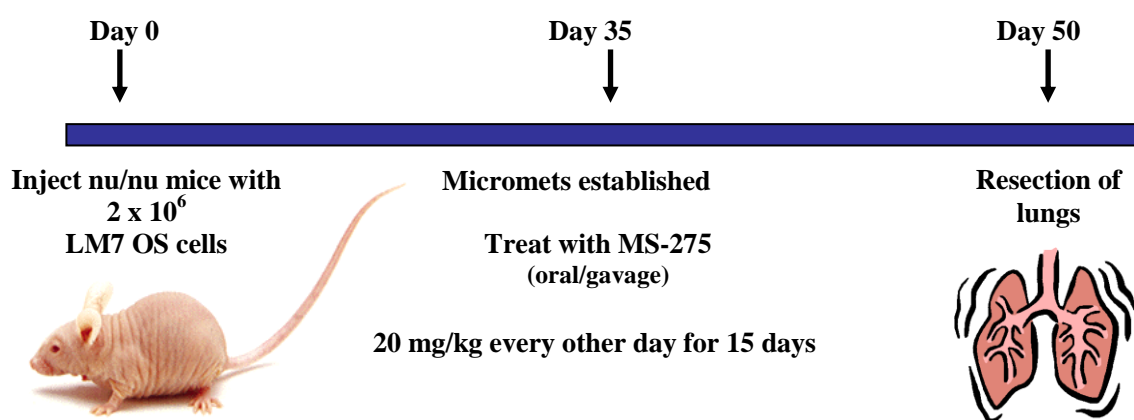 Day 0
Day 35
Day 50
Inject nu/nu mice with
2 x 10⁶
LM7 OS cells
Micromets established
Treat with MS-275
(oral/gavage)
20 mg/kg every other day for 15 days
Resection of
lungs